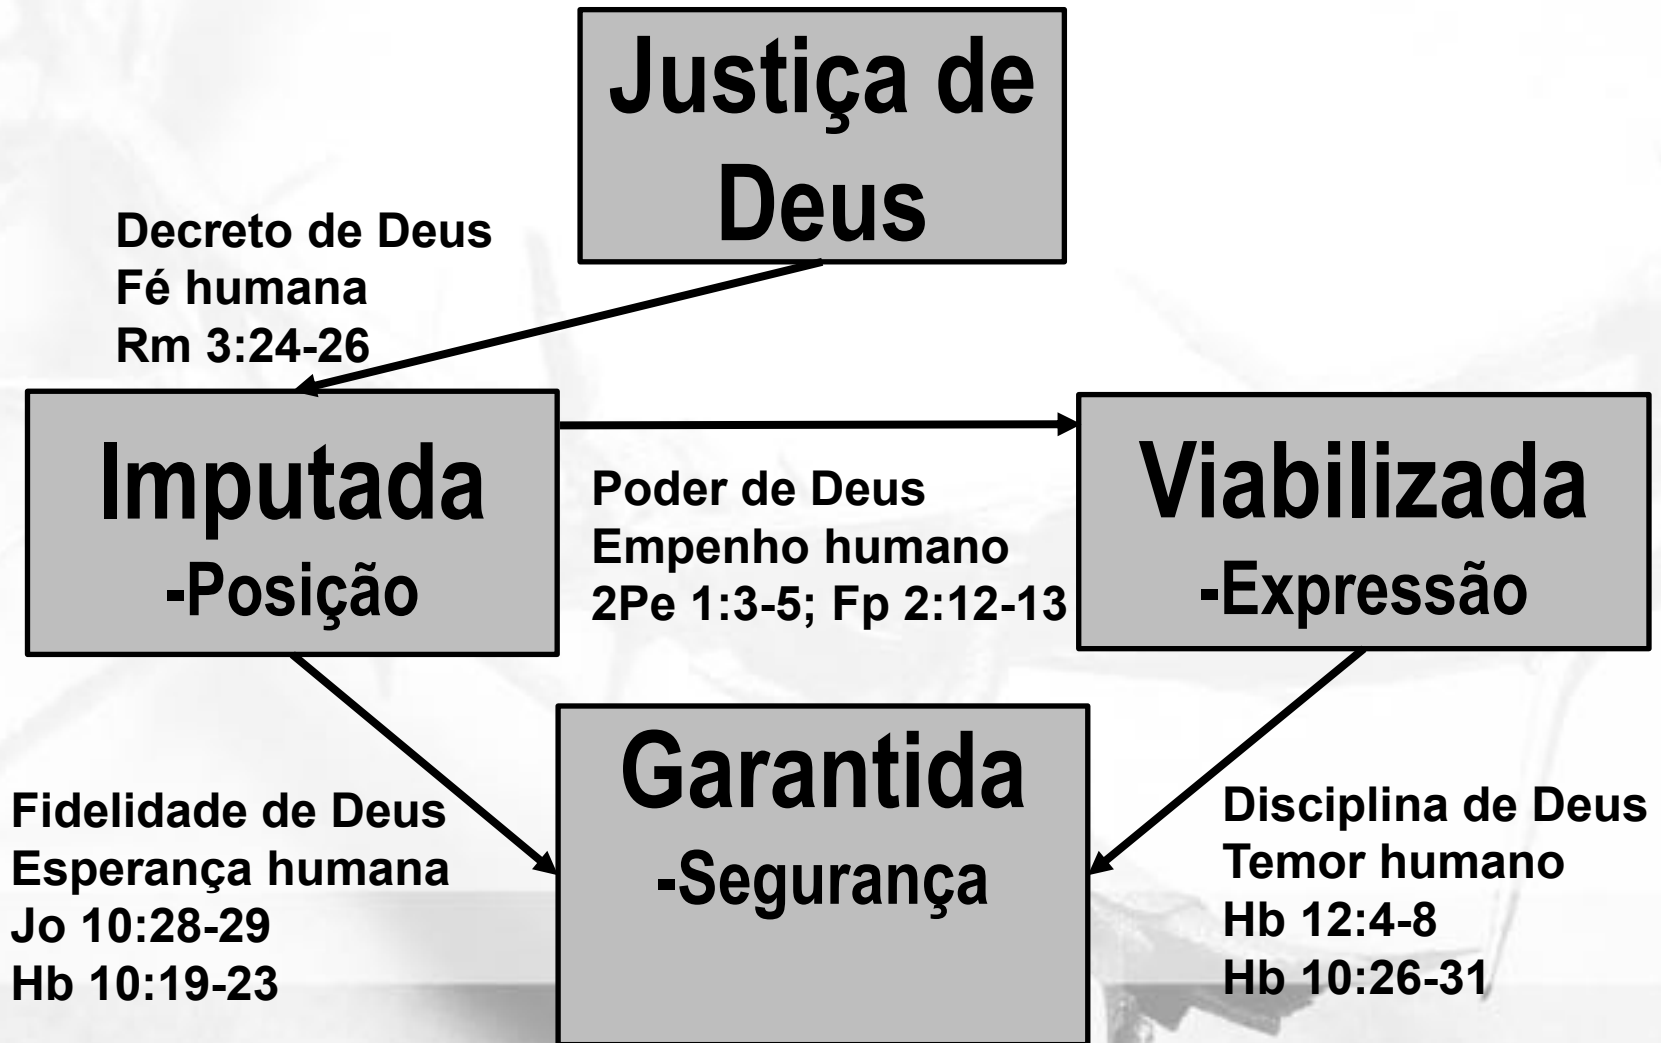 Justiça de
Deus
Decreto de Deus
Fé humana
Rm 3:24-26
Imputada
-Posição
Poder de Deus
Empenho humano
2Pe 1:3-5; Fp 2:12-13
Viabilizada
-Expressão
Garantida
-Segurança
Fidelidade de Deus
Esperança humana
Jo 10:28-29
Hb 10:19-23
Disciplina de Deus
Temor humano
Hb 12:4-8
Hb 10:26-31